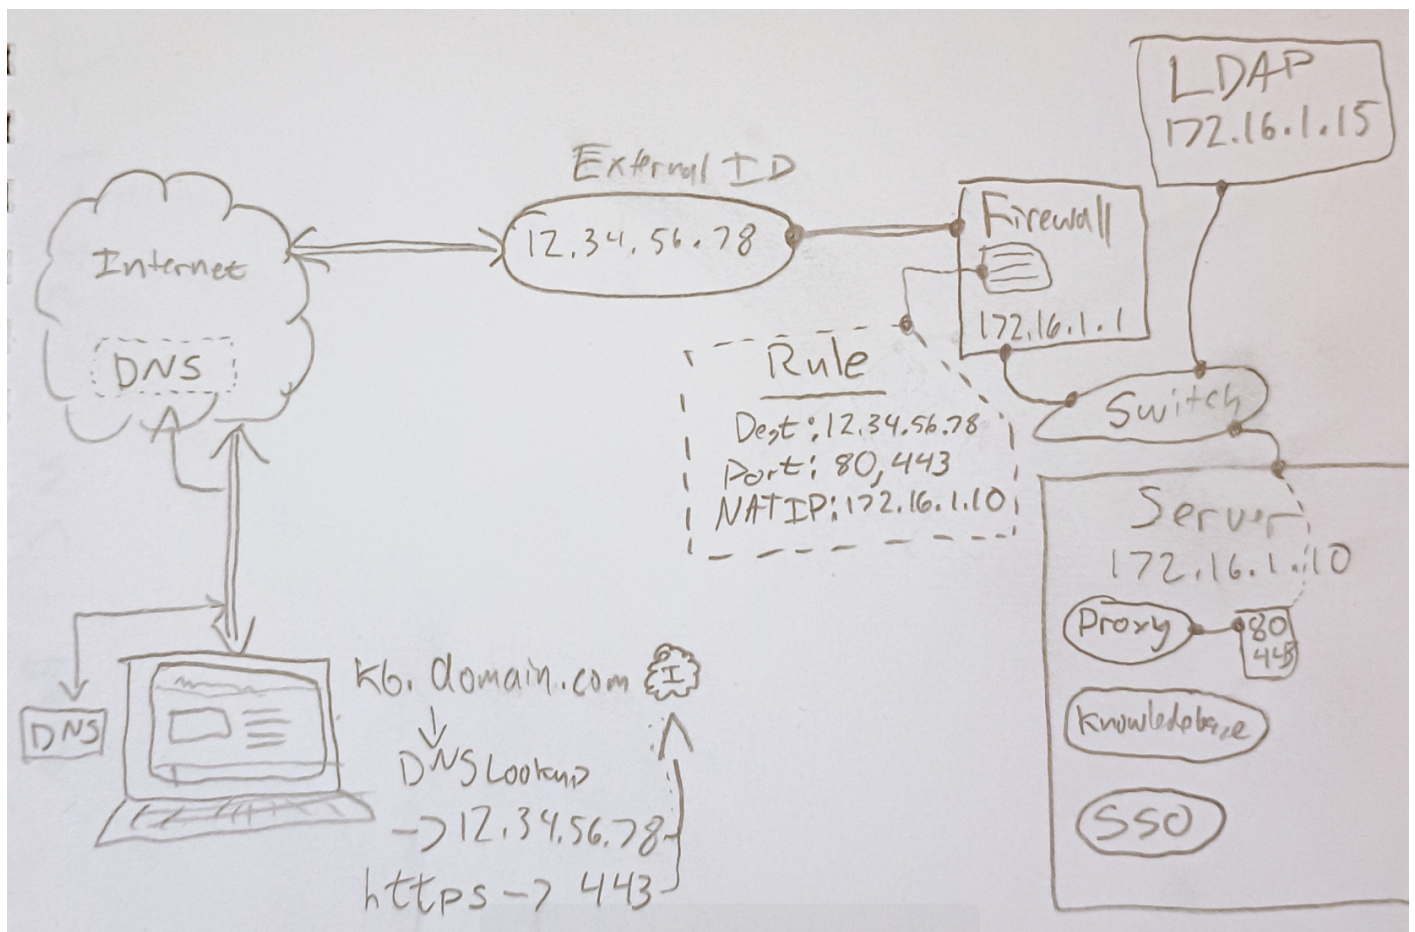 LDAP
172.16.1.15
External ID
12.34.56.78
Firewall
172.16.1.1
Internet
DNS
Rule
Dest: 12.34.56.78
Port: 80,443
NAT IP: 172.16.1.10
Switch
Server
172.16.1.10
Proxy
80
443
Knowledebase
SSO
DNS
kb.domain.com
I
DNS Lookup
-> 12.34.56.78
https -> 443